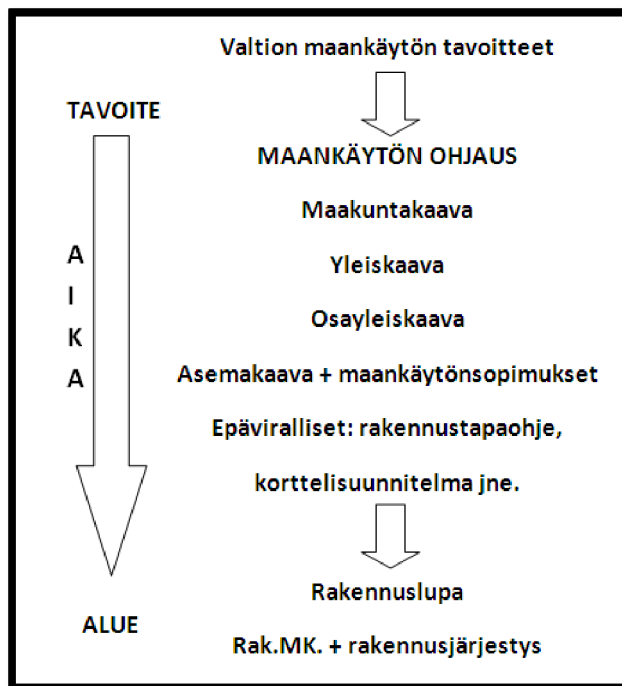 Valtion maankäytön tavoitteet
TAVOITE
MAANKÄYTÖN OHJAUS
Maakuntakaava
A
I
K
A
Yleiskaava
Osayleiskaava
Asemakaava + maankäytönsopimukset
Epäviralliset: rakennustapaohje,
korttelisuunnitelma jne.
Rakennuslupa
ALUE
Rak.MK. + rakennusjärjestys